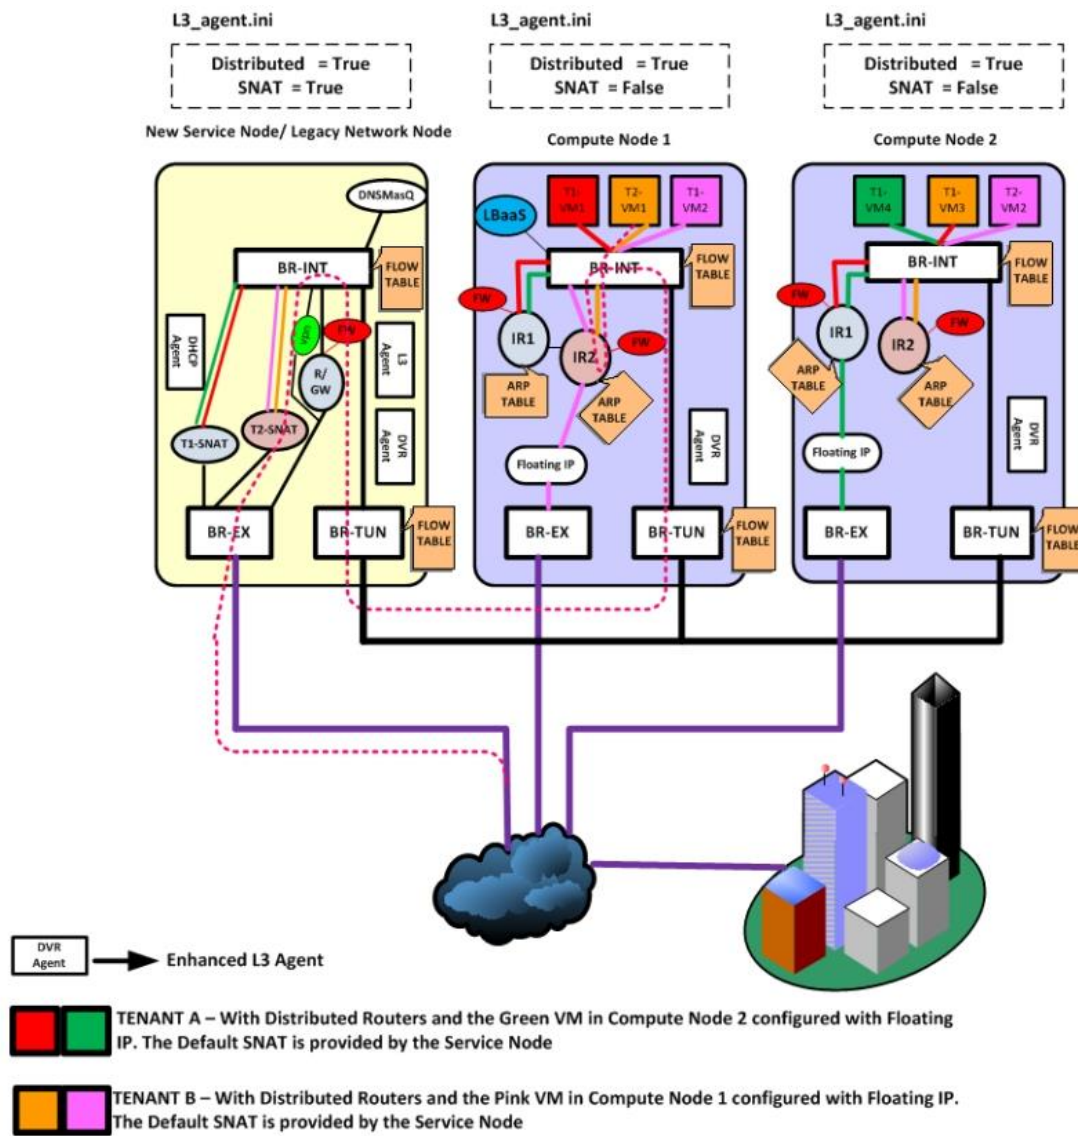 L3_agent.ini
L3_agent.ini
L3_agent.ini
Distributed = True
SNAT = True
Distributed = True
SNAT = False
Distributed = True
SNAT = False
New Service Node/ Legacy Network Node
Compute Node 1
Compute Node 2
DNSMasQ
BR-INT
FLOW
TABLE
DHCP
Agent
VPN
FW
R/
GW
L3
Agent
T1-SNAT
T2-SNAT
DVR
Agent
BR-EX
BR-TUN
FLOW
TABLE
LBaaS
T1-
VM1
T2-
VM1
T1-
VM2
BR-INT
FLOW
TABLE
FW
IR1
IR2
FW
ARP
TABLE
ARP
TABLE
DVR
Agent
Floating IP
BR-EX
BR-TUN
FLOW
TABLE
T1-
VM4
T1-
VM3
T2-
VM2
BR-INT
FLOW
TABLE
FW
IR1
IR2
FW
ARP
TABLE
ARP
TABLE
DVR
Agent
Floating IP
BR-EX
BR-TUN
FLOW
TABLE
DVR
Agent
Enhanced L3 Agent
TENANT A – With Distributed Routers and the Green VM in Compute Node 2 configured with Floating
IP. The Default SNAT is provided by the Service Node
TENANT B – With Distributed Routers and the Pink VM in Compute Node 1 configured with Floating IP.
The Default SNAT is provided by the Service Node